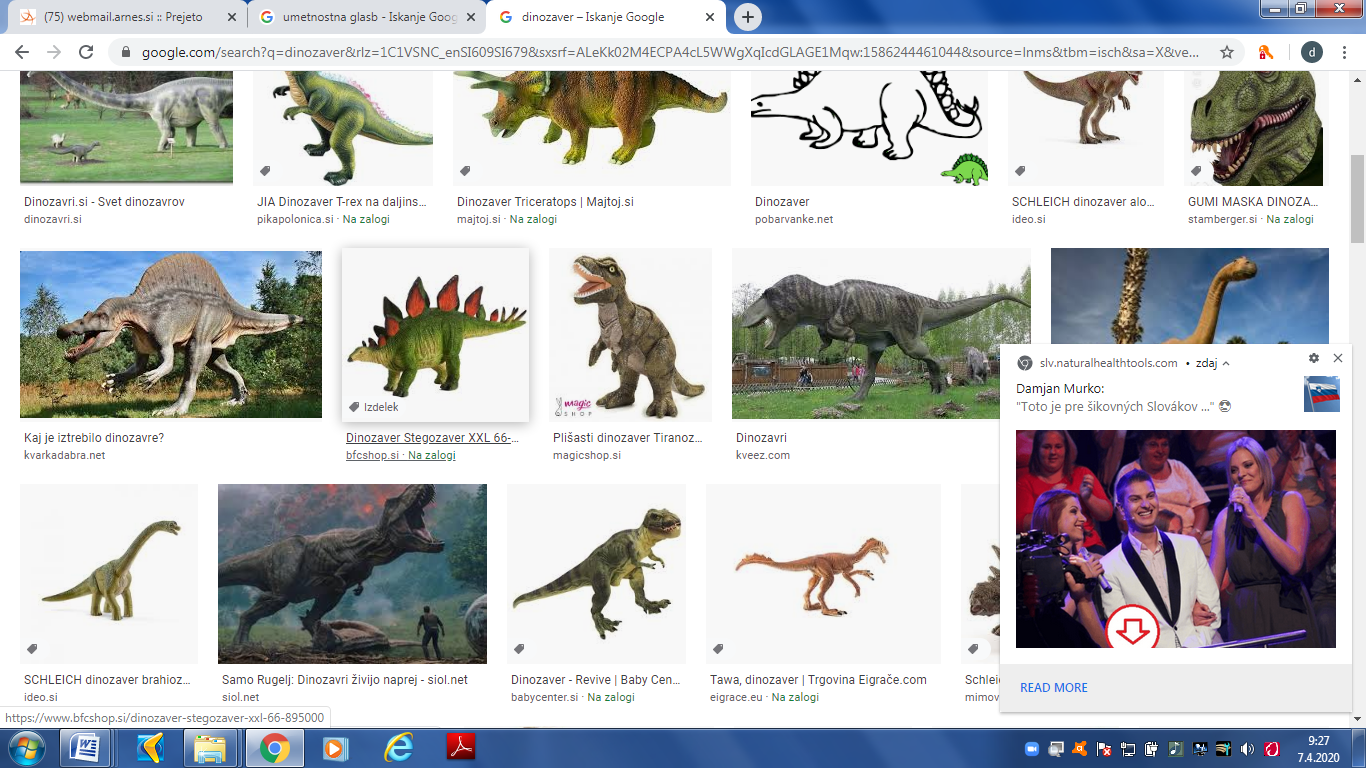 (75) webmail.arnes.si :: Prejeto
umetnostna glasb - Iskanje Goog
dinozaver – Iskanje Google
google.com/search?q=dinozaver&rlz=1C1VSNC_enSI609SI679&sxsrf=ALeKk02M4ECPA4cL5WWgXqIcdGLAGE1Mqw:1586244461044&source=lnms&tbm=isch&sa=X&ve...
d
Dinozavri.si - Svet dinozavrov
dinozavri.si
JIA Dinozaver T-rex na daljins...
pikapolonica.si · Na zalogi
Dinozaver Triceratops | Majtoj.si
majtoj.si · Na zalogi
Dinozaver
pobarvanke.net
SCHLEICH dinozaver alo...
ideo.si
GUMI MASKA DINOZA...
stamberger.si · Na zalogi
Izdelek
magic
SHOP
Kaj je iztrebilo dinozavre?
kvarkadabra.net
Dinozaver Stegozaver XXL 66-...
bfcshop.si · Na zalogi
Plišasti dinozaver Tiranoz...
magicshop.si
Dinozavri
kveez.com
slv.naturalhealthtools.com • zdaj
Damjan Murko:
"Toto je pre šikovných Slovákov ..." 😍
READ MORE
SCHLEICH dinozaver brahioz...
ideo.si
Samo Rugelj: Dinozavri živijo naprej - siol.net
siol.net
Dinozaver - Revive | Baby Cen...
babycenter.si · Na zalogi
Tawa, dinozaver | Trgovina Eigrače.com
eigrace.eu · Na zalogi
Schlei
mimov
https://www.bfcshop.si/dinozaver-stegozaver-xxl-66-895000
9:27
7.4.2020